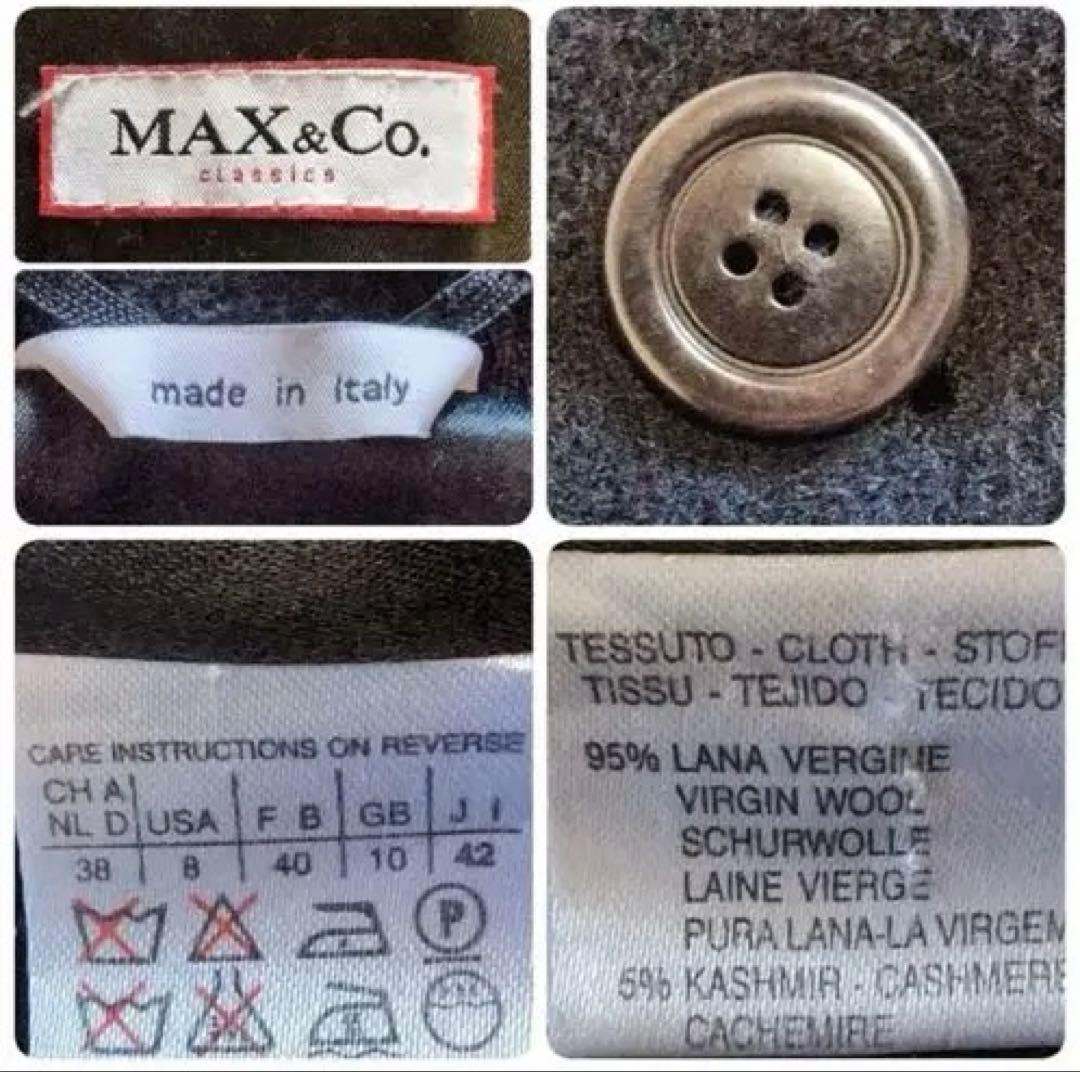 MAX&Co.
classics
made in Italy
CARE INSTRUCTIONS ON REVERSE
CH A
NL D USA F B GB J I
38 8 40 10 42
P
TESSUTO - CLOTH - STOF
TISSU - TEJIDO TECIDO
95% LANA VERGINE
VIRGIN WOOL
SCHURWOLLE
LAINE VIERGE
PURA LANA-LA VIRGEM
5% KASHMIR - CASHMERE
CACHEMIRE